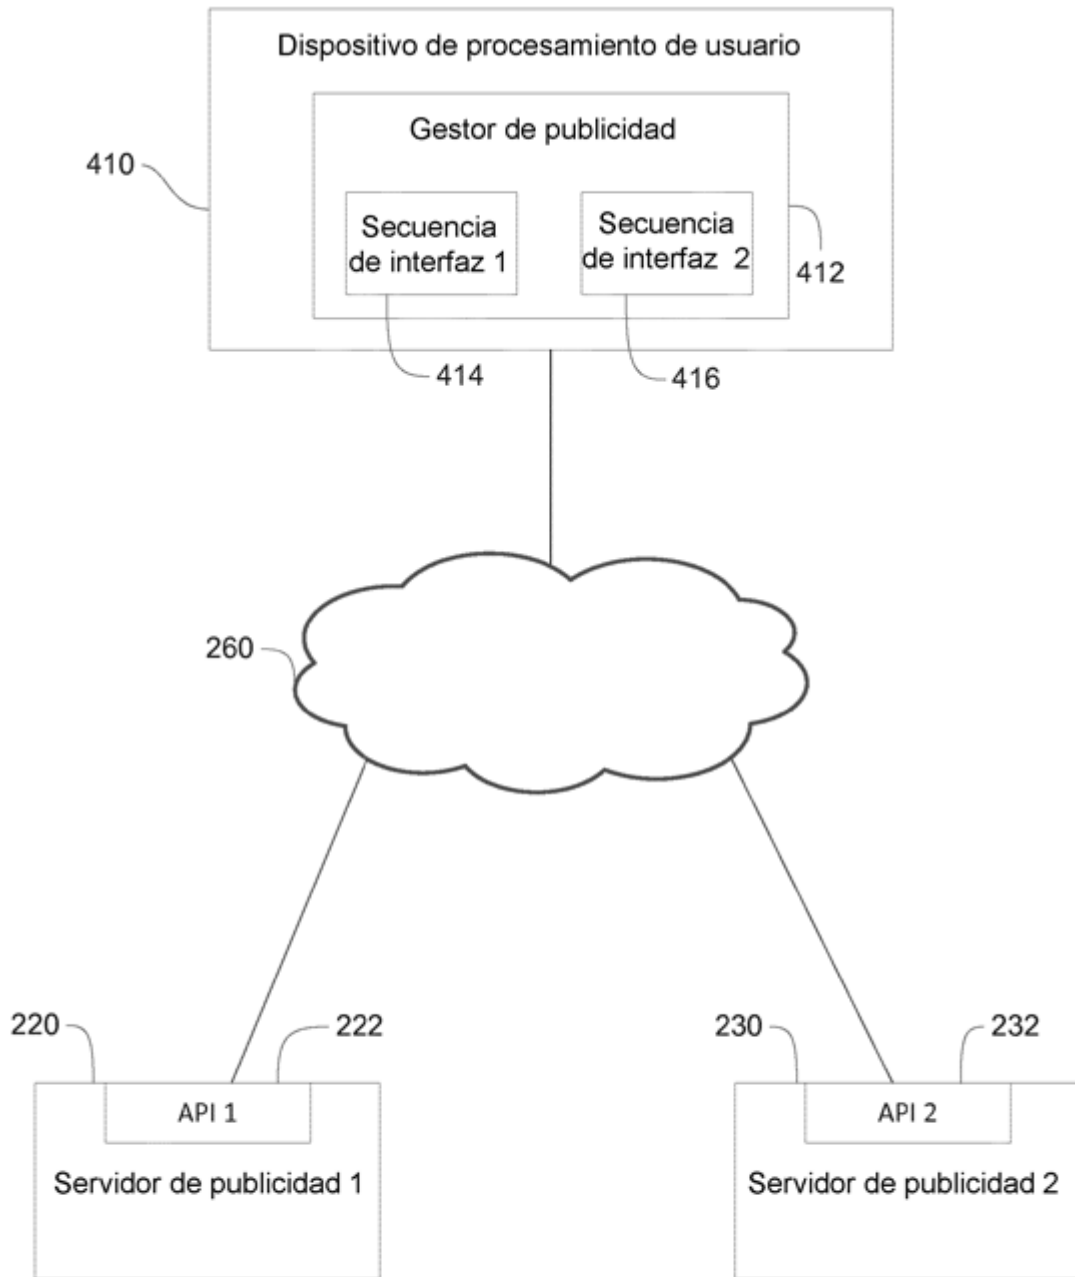 Dispositivo de procesamiento de usuario
Gestor de publicidad
410
Secuencia
de interfaz 1
Secuencia
de interfaz 2
412
414
416
260
220
222
230
232
API 1
API 2
Servidor de publicidad 1
Servidor de publicidad 2